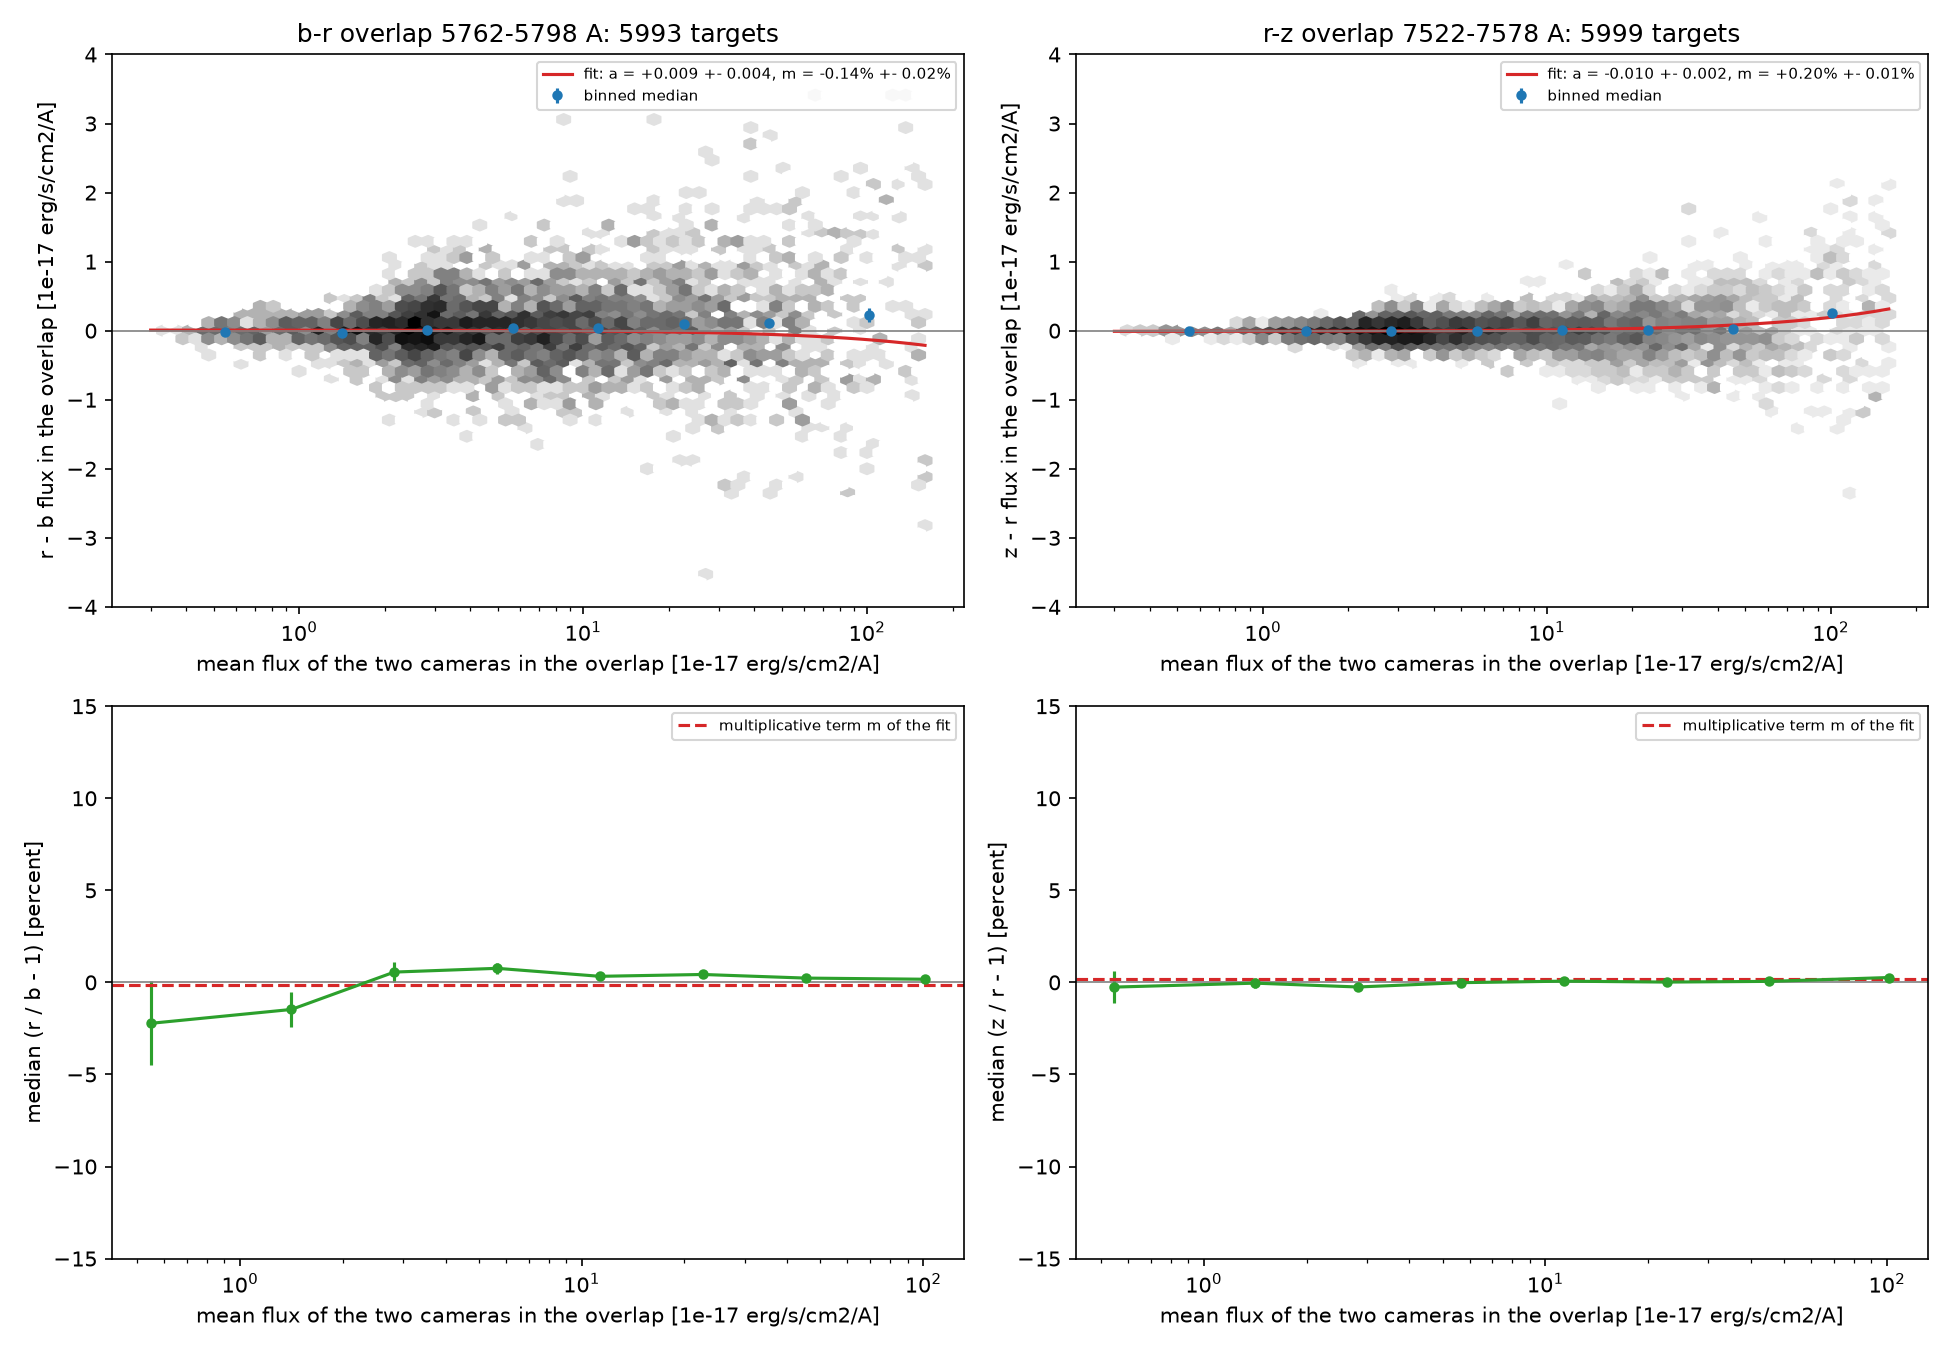 b-r overlap 5762-5798 A: 5993 targets
fit: a = +0.009 +- 0.004, m = -0.14% +- 0.02%
binned median
4
3
2
1
0
−1
−2
−3
−4
r - b flux in the overlap [1e-17 erg/s/cm2/A]
10^0
10^1
10^2
mean flux of the two cameras in the overlap [1e-17 erg/s/cm2/A]
r-z overlap 7522-7578 A: 5999 targets
fit: a = -0.010 +- 0.002, m = +0.20% +- 0.01%
binned median
4
3
2
1
0
−1
−2
−3
−4
z - r flux in the overlap [1e-17 erg/s/cm2/A]
10^0
10^1
10^2
mean flux of the two cameras in the overlap [1e-17 erg/s/cm2/A]
multiplicative term m of the fit
15
10
5
0
−5
−10
−15
median (r / b - 1) [percent]
10^0
10^1
10^2
mean flux of the two cameras in the overlap [1e-17 erg/s/cm2/A]
multiplicative term m of the fit
15
10
5
0
−5
−10
−15
median (z / r - 1) [percent]
10^0
10^1
10^2
mean flux of the two cameras in the overlap [1e-17 erg/s/cm2/A]